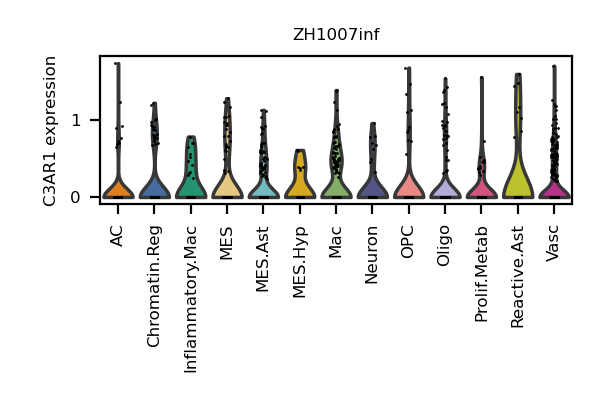 ZH1007inf
C3AR1 expression
1
0
AC
Chromatin.Reg
Inflammatory.Mac
MES
MES.Ast
MES.Hyp
Mac
Neuron
OPC
Oligo
Prolif.Metab
Reactive.Ast
Vasc